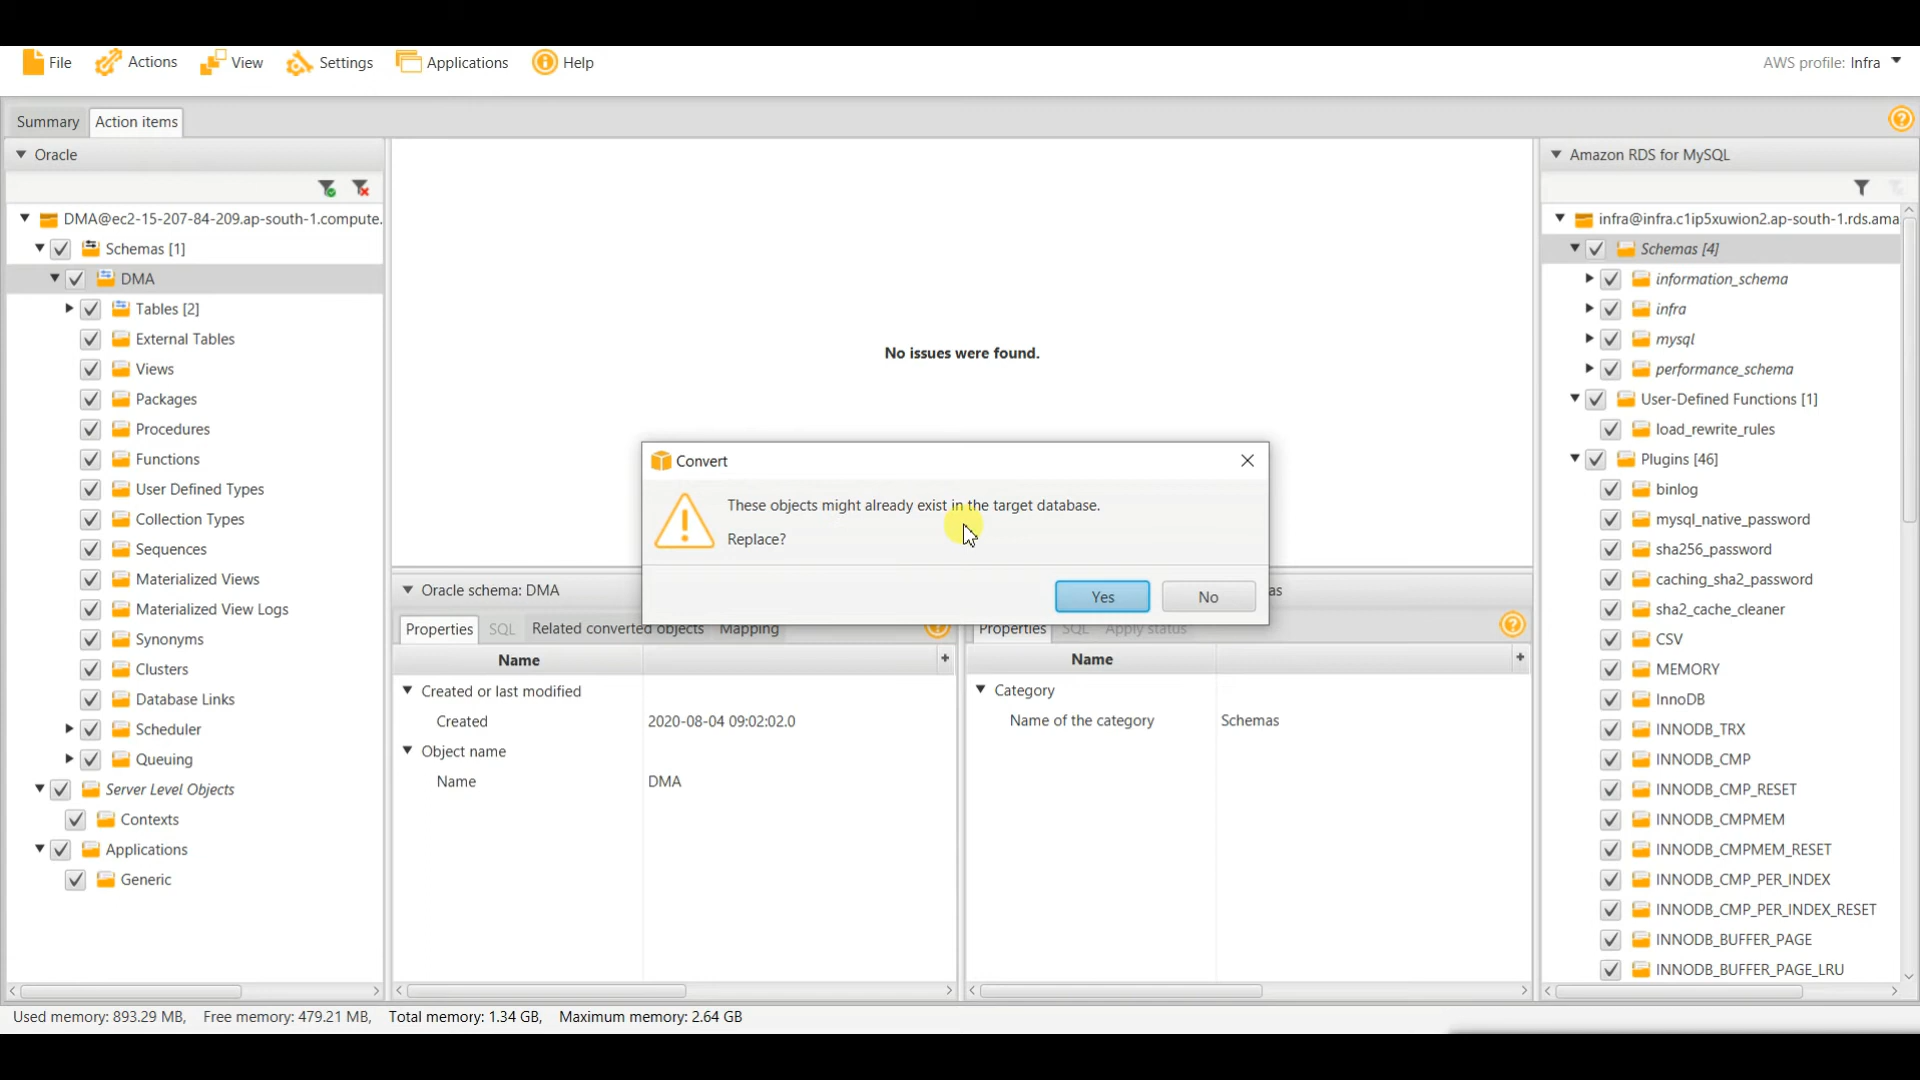 File Actions View Settings Applications Help AWS profile: Infra
Summary Action items
Oracle
DMA@ec2-15-207-84-209.ap-south-1.compute.
Schemas [1]
DMA
Tables [2]
External Tables
Views
Packages
Procedures
Functions
User Defined Types
Collection Types
Sequences
Materialized Views
Materialized View Logs
Synonyms
Clusters
Database Links
Scheduler
Queuing
Server Level Objects
Contexts
Applications
Generic
No issues were found.
Convert
These objects might already exist in the target database.
Replace?
Yes No
Oracle schema: DMA
Properties SQL Related converted objects Mapping
Name
Created or last modified
Created 2020-08-04 09:02:02.0
Object name
Name DMA
as
Properties SQL Apply status
Name
Category
Name of the category Schemas
Amazon RDS for MySQL
infra@infra.c1ip5xuwion2.ap-south-1.rds.ama
Schemas [4]
information_schema
infra
mysql
performance_schema
User-Defined Functions [1]
load_rewrite_rules
Plugins [46]
binlog
mysql_native_password
sha256_password
caching_sha2_password
sha2_cache_cleaner
CSV
MEMORY
InnoDB
INNODB_TRX
INNODB_CMP
INNODB_CMP_RESET
INNODB_CMPMEM
INNODB_CMPMEM_RESET
INNODB_CMP_PER_INDEX
INNODB_CMP_PER_INDEX_RESET
INNODB_BUFFER_PAGE
INNODB_BUFFER_PAGE_LRU
Used memory: 893.29 MB, Free memory: 479.21 MB, Total memory: 1.34 GB, Maximum memory: 2.64 GB